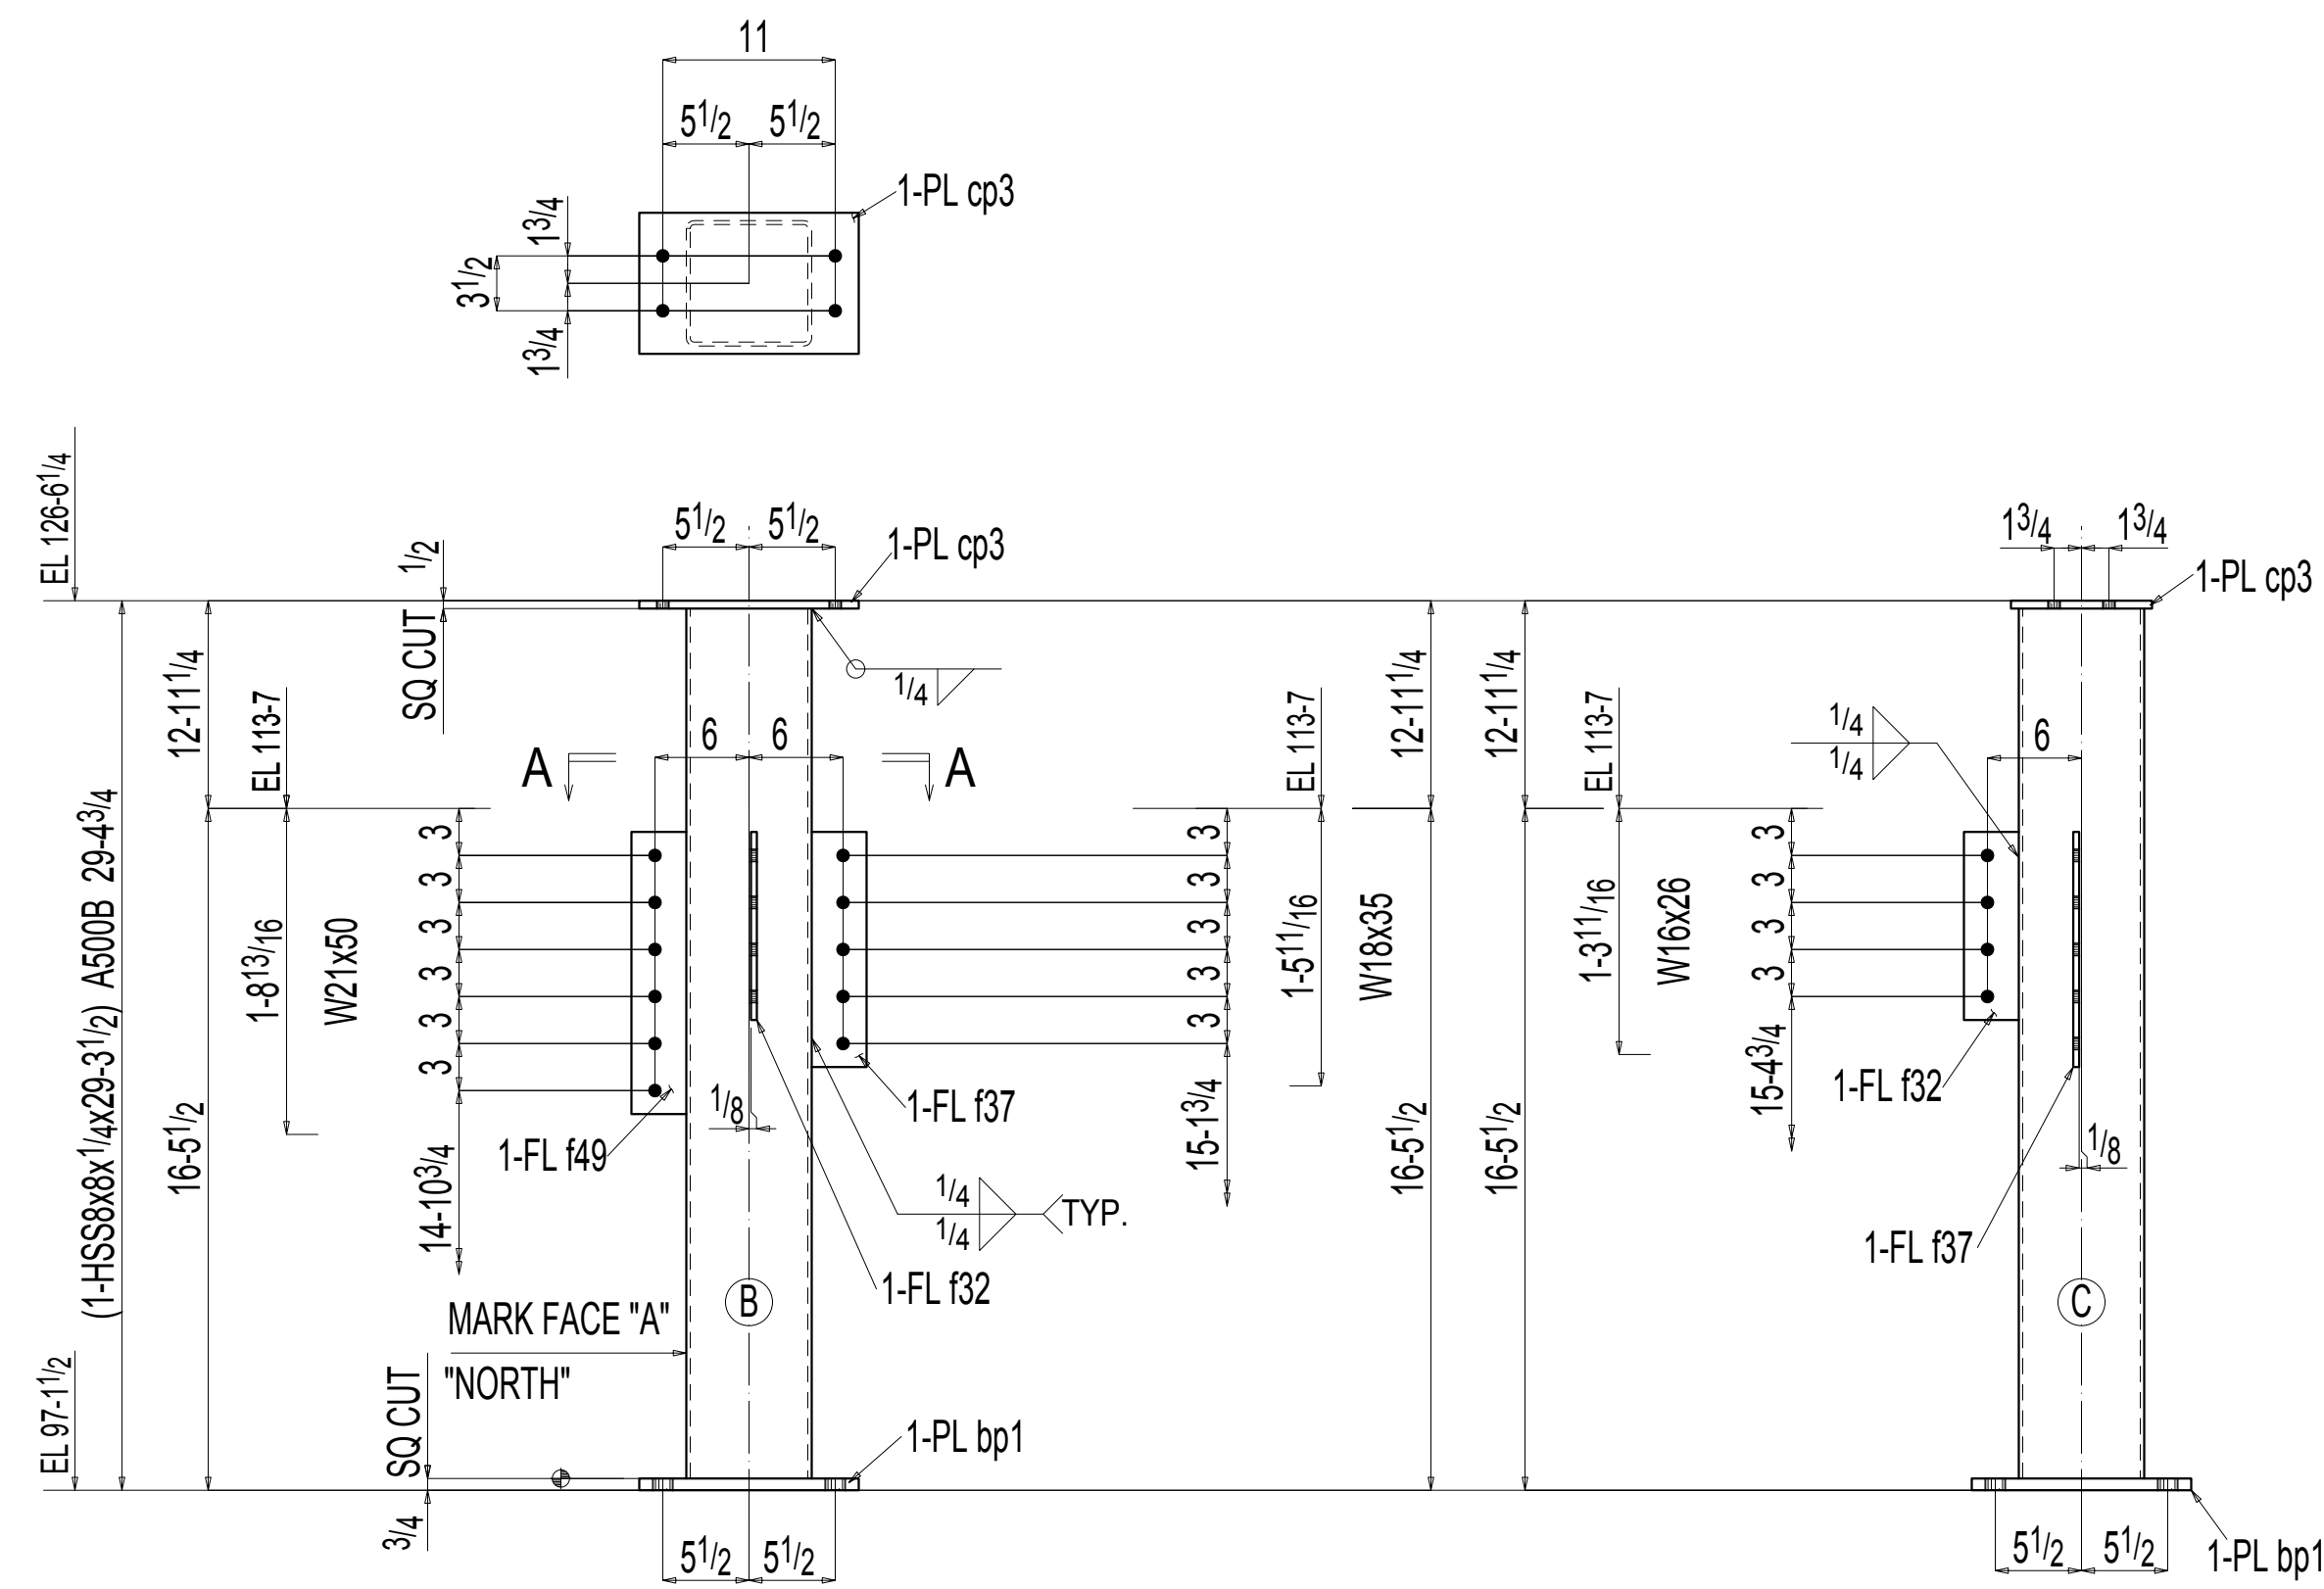 11
5 1/2
5 1/2
1-PL cp3
1 3/4
3 1/2
1 3/4
EL 126-6 1/4
1/2
SQ CUT
5 1/2
5 1/2
1-PL cp3
1/4
(1-HSS8x8x1/4x29-3 1/2) A500B 29-4 3/4
12-11 1/4
EL 113-7
A
6
6
A
16-5 1/2
1-8 13/16
W21x50
3
3
3
3
3
3
14-10 3/4
1-FL f49
1/8
1-FL f37
1/4
1/4
TYP.
1-FL f32
B
MARK FACE "A"
"NORTH"
EL 97-1 1/2
SQ CUT
3/4
1-PL bp1
5 1/2
5 1/2
3
3
3
3
3
15-1 3/4
EL 113-7
1-5 11/16
W18x35
12-11 1/4
16-5 1/2
12-11 1/4
16-5 1/2
EL 113-7
1-3 11/16
W16x26
3
3
3
3
15-4 3/4
1 3/4
1 3/4
1-PL cp3
1/4
1/4
6
1-FL f32
1/8
1-FL f37
C
5 1/2
5 1/2
1-PL bp1